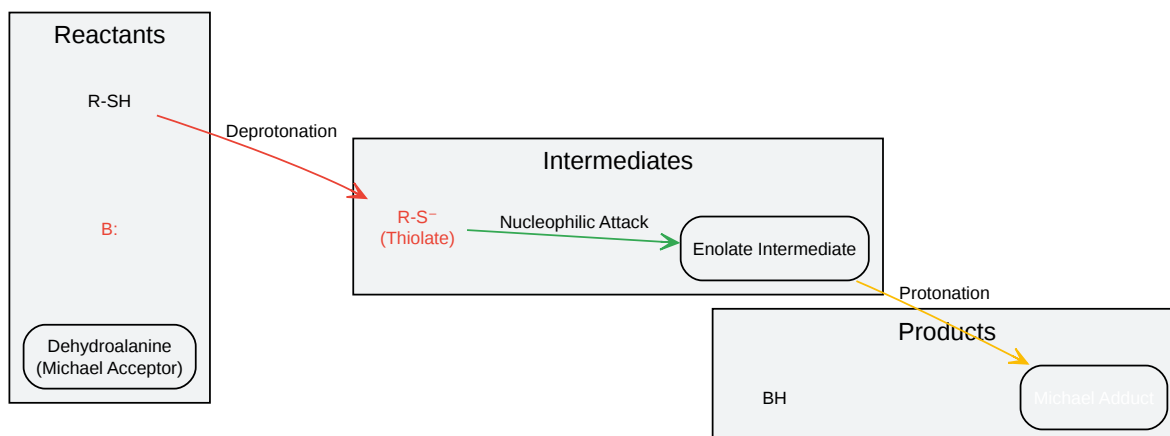 Reactants
R-SH
Deprotonation
B:
Dehydroalanine
(Michael Acceptor)
Intermediates
R-S⁻
(Thiolate)
Nucleophilic Attack
Enolate Intermediate
Protonation
Products
BH
Michael Adduct